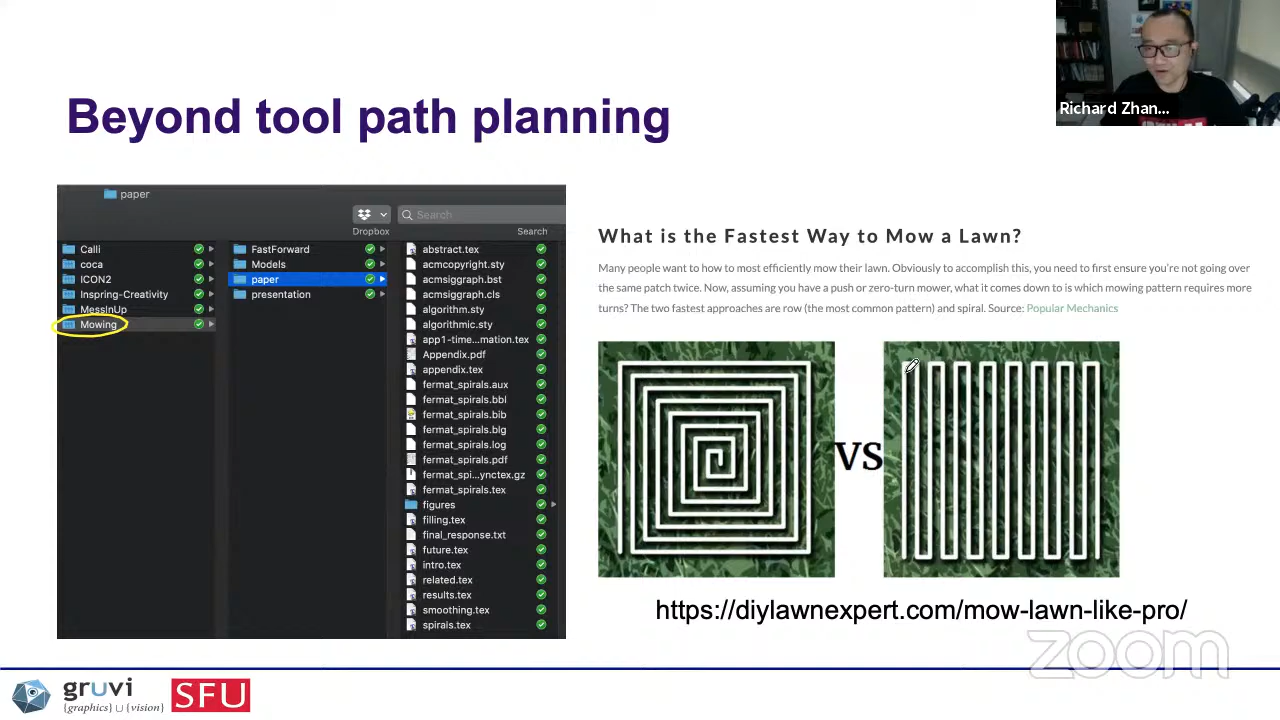 Richard Zhan...
Beyond tool path planning
paper
Search
Dropbox
Search
Calli
coca
ICON2
Inspring-Creativity
MessInUp
Mowing
FastForward
Models
paper
presentation
abstract.tex
acmcopyright.sty
acmsiggraph.bst
acmsiggraph.cls
algorithm.sty
algorithmic.sty
app1-time...mation.tex
Appendix.pdf
appendix.tex
fermat_spirals.aux
fermat_spirals.bbl
fermat_spirals.bib
fermat_spirals.blg
fermat_spirals.log
fermat_spirals.pdf
fermat_spi...ynctex.gz
fermat_spirals.tex
figures
filling.tex
final_response.txt
future.tex
intro.tex
related.tex
results.tex
smoothing.tex
spirals.tex
What is the Fastest Way to Mow a Lawn?
Many people want to how to most efficiently mow their lawn. Obviously to accomplish this, you need to first ensure you're not going over
the same patch twice. Now, assuming you have a push or zero-turn mower, what it comes down to is which mowing pattern requires more
turns? The two fastest approaches are row (the most common pattern) and spiral. Source: Popular Mechanics
VS
https://diylawnexpert.com/mow-lawn-like-pro/
zoom
gruvi
{graphics} ∪ {vision}
SFU